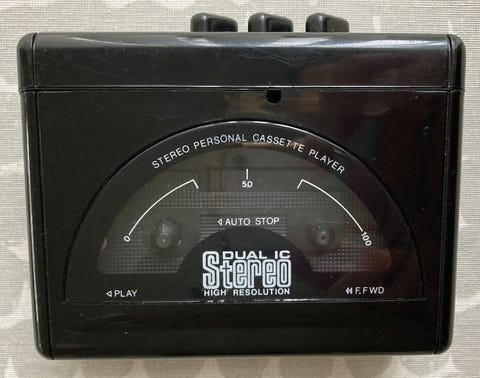 STEREO PERSONAL CASSETTE PLAYER
50
0
100
◁ AUTO STOP
DUAL IC
Stereo
HIGH RESOLUTION
◁ PLAY
◀◀ F.FWD